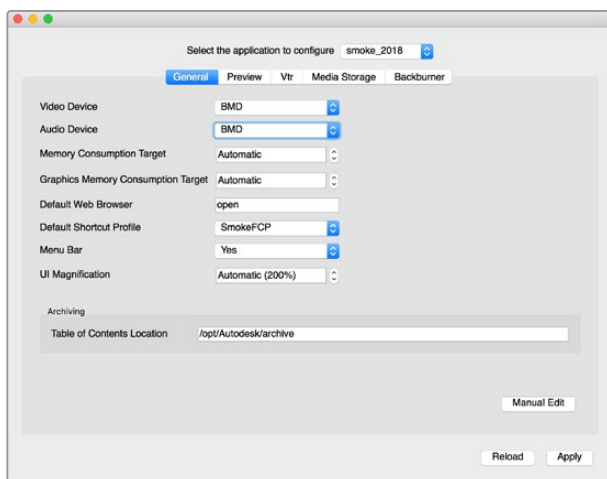 Select the application to configure smoke_2018
General Preview Vtr Media Storage Backburner
Video Device BMD
Audio Device BMD
Memory Consumption Target Automatic
Graphics Memory Consumption Target Automatic
Default Web Browser open
Default Shortcut Profile SmokeFCP
Menu Bar Yes
UI Magnification Automatic (200%)
Archiving
Table of Contents Location /opt/Autodesk/archive
Manual Edit
Reload Apply